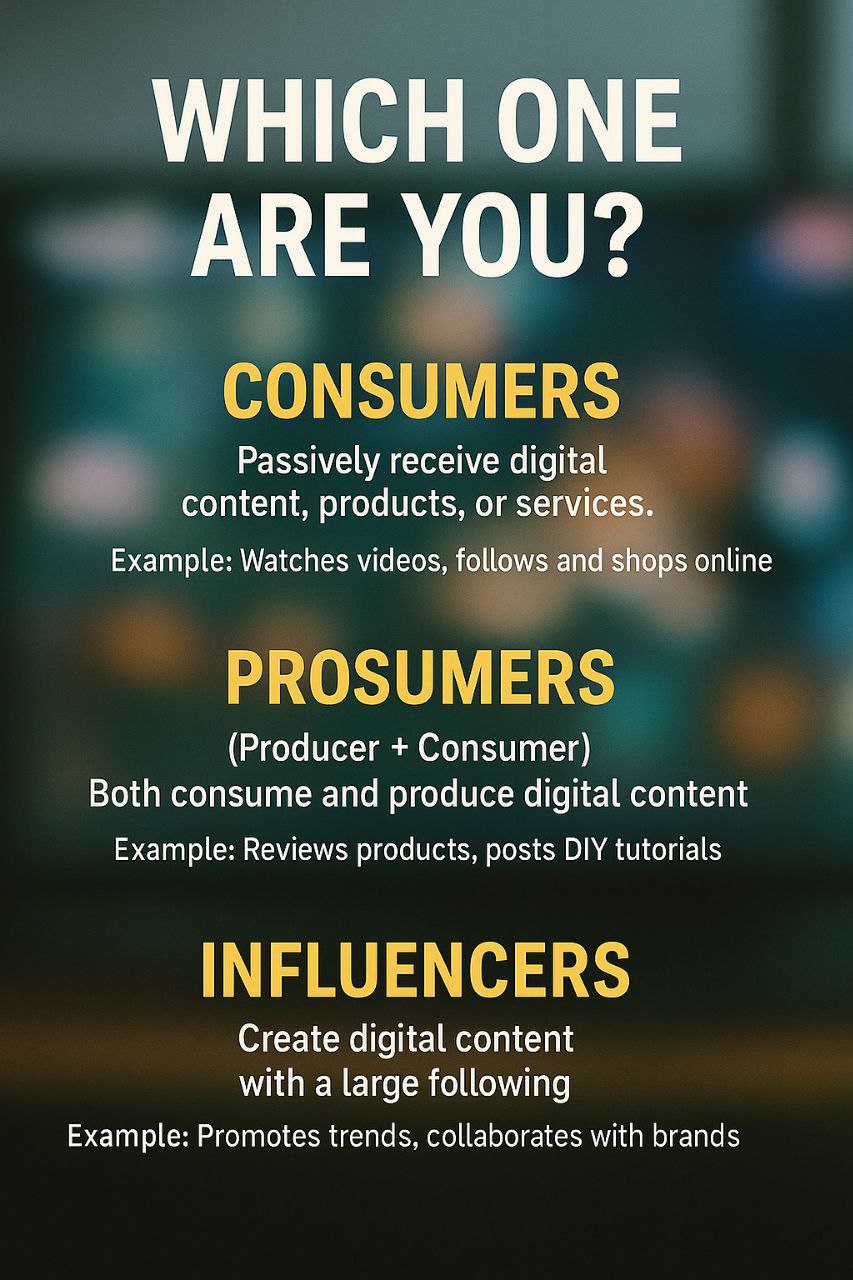 WHICH ONE
ARE YOU?
CONSUMERS
Passively receive digital
content, products, or services.
Example: Watches videos, follows and shops online
PROSUMERS
(Producer + Consumer)
Both consume and produce digital content
Example: Reviews products, posts DIY tutorials
INFLUENCERS
Create digital content
with a large following
Example: Promotes trends, collaborates with brands